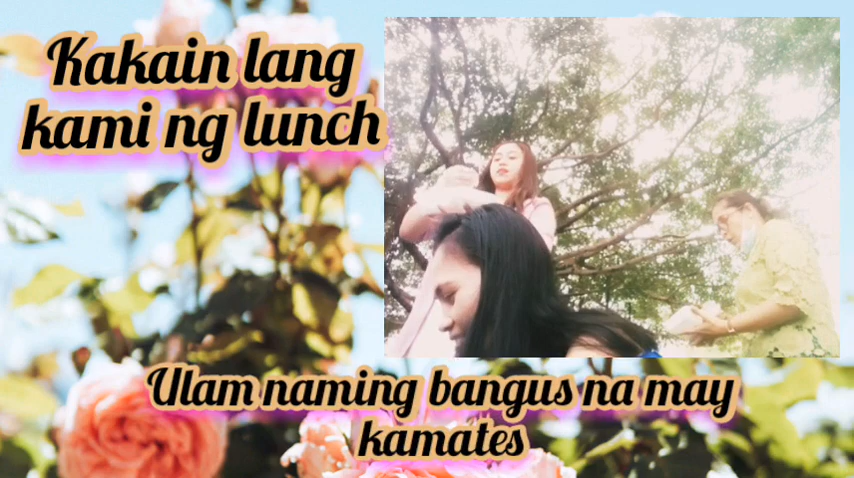 Kakain lang
kami ng lunch
Ulam naming bangus na may
kamates